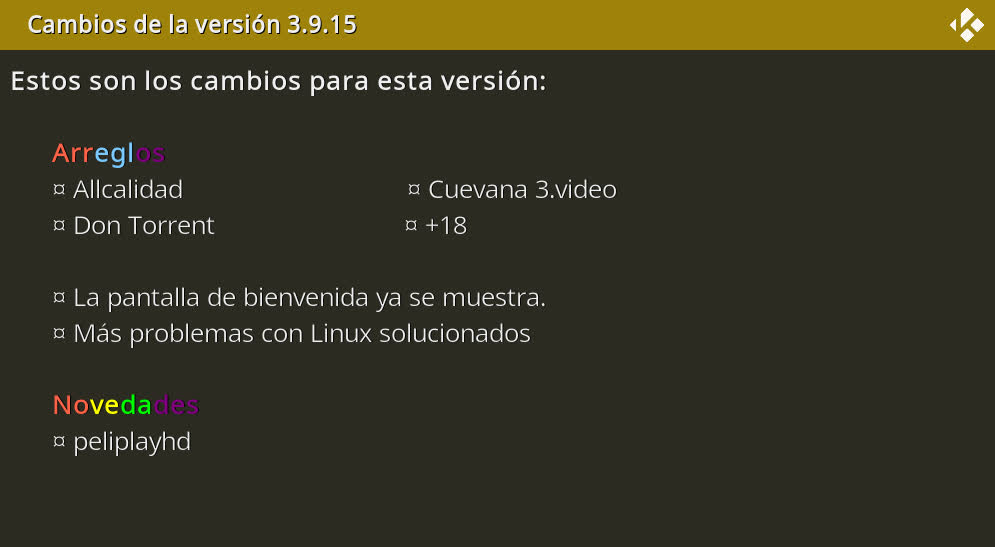 Cambios de la versión 3.9.15
Estos son los cambios para esta versión:
Arreglos
¤ Allcalidad ¤ Cuevana 3.video
¤ Don Torrent ¤ +18
¤ La pantalla de bienvenida ya se muestra.
¤ Más problemas con Linux solucionados
Novedades
¤ peliplayhd